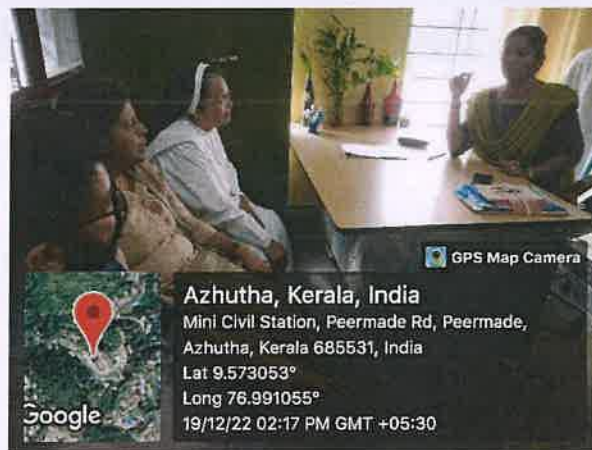 GPS Map Camera
Azhutha, Kerala, India
Mini Civil Station, Peermade Rd, Peermade,
Azhutha, Kerala 685531, India
Lat 9.573053°
Long 76.991055°
19/12/22 02:17 PM GMT +05:30
Google